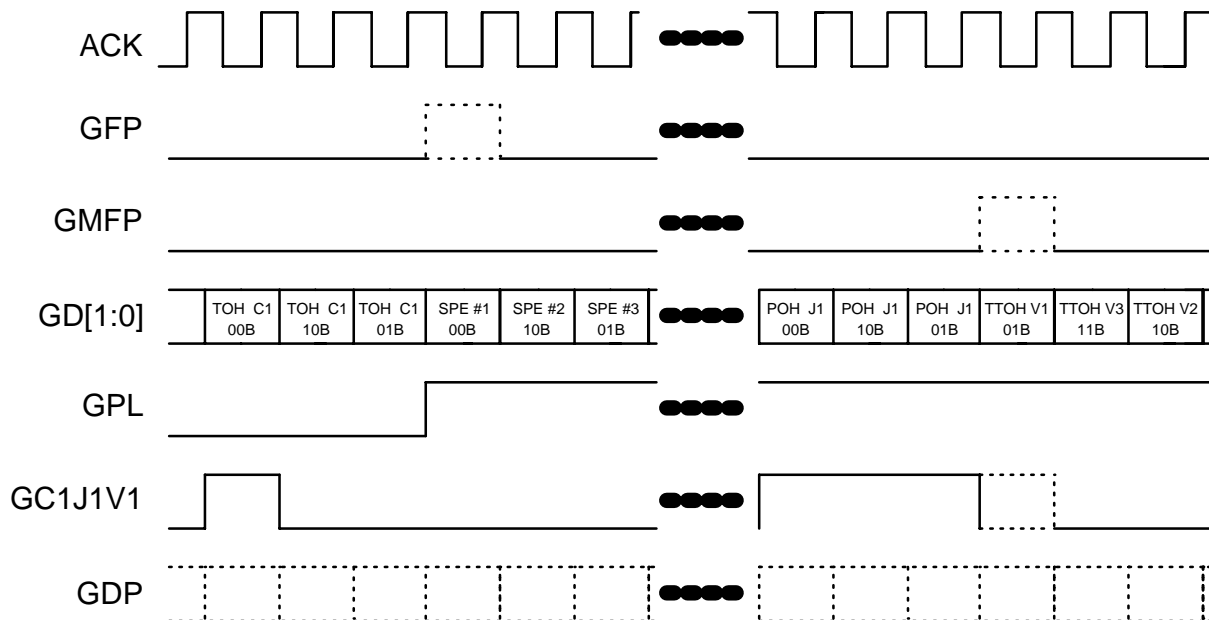 ACK
GFP
GMFP
GD[1:0]
TOH C1 TOH C1 TOH C1 SPE #1 SPE #2 SPE #3 POH J1 POH J1 POH J1 TTOH V1 TTOH V3 TTOH V2
00B 10B 01B 00B 10B 01B 00B 10B 01B 01B 11B 10B
GPL
GC1J1V1
GDP